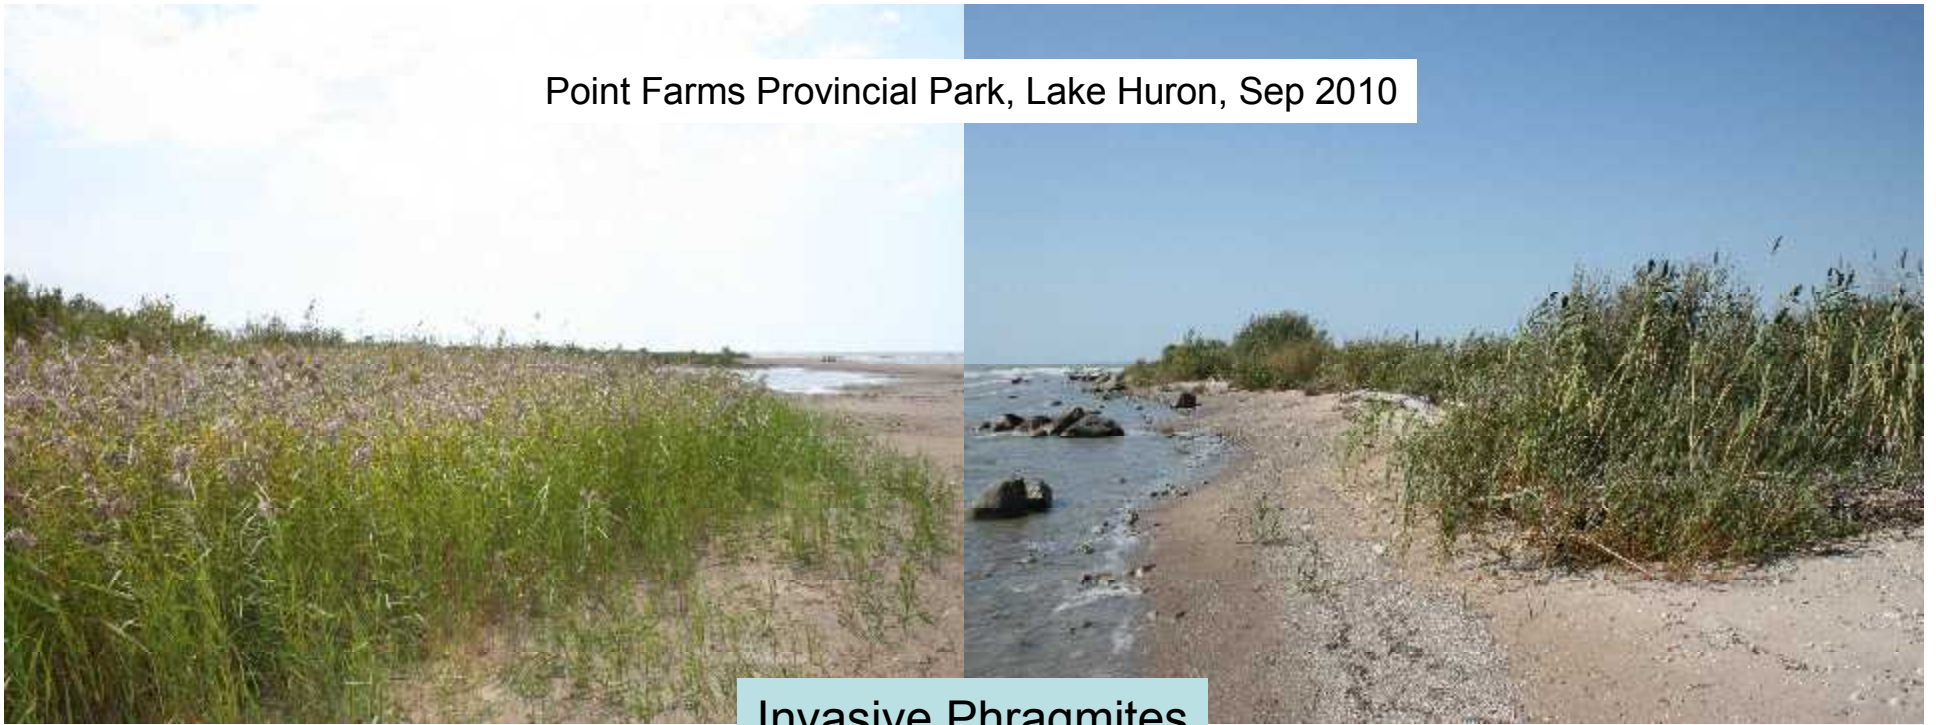 Point Farms Provincial Park, Lake Huron, Sep 2010
Invasive Phragmites